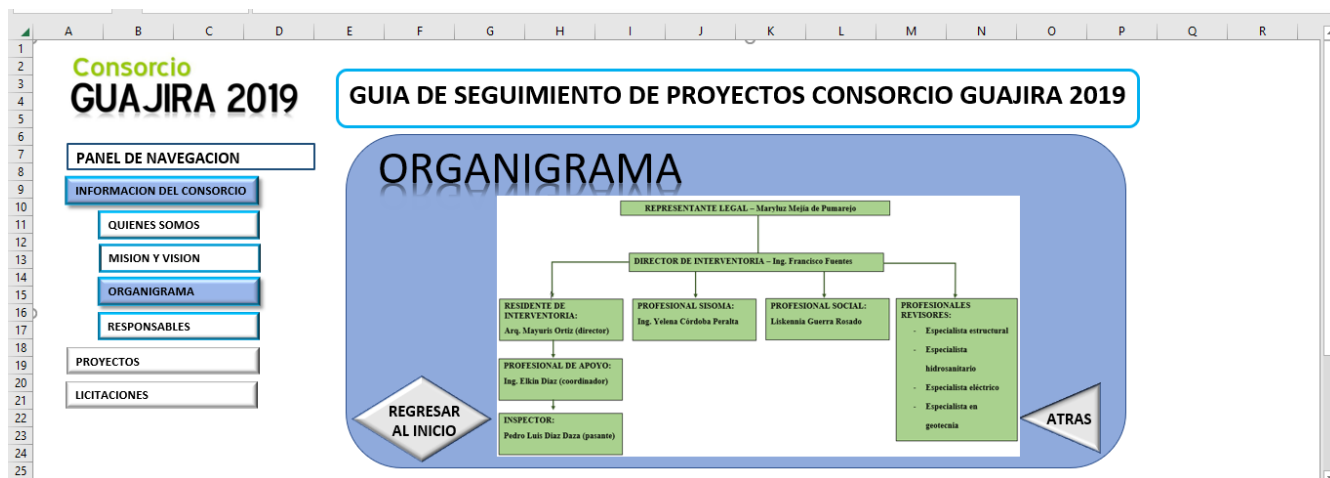 A B C D E F G H I J K L M N O P Q R
1
2
3
4
5
6
7
8
9
10
11
12
13
14
15
16
17
18
19
20
21
22
23
24
25
Consorcio
GUAJIRA 2019
GUIA DE SEGUIMIENTO DE PROYECTOS CONSORCIO GUAJIRA 2019
PANEL DE NAVEGACION
INFORMACION DEL CONSORCIO
QUIENES SOMOS
MISION Y VISION
ORGANIGRAMA
RESPONSABLES
PROYECTOS
LICITACIONES
ORGANIGRAMA
REPRESENTANTE LEGAL – Maryluz Mejía de Pumarejo
DIRECTOR DE INTERVENTORIA – Ing. Francisco Fuentes
RESIDENTE DE
INTERVENTORIA:
Arq. Mayuris Ortiz (director)
PROFESIONAL DE APOYO:
Ing. Elkin Díaz (coordinador)
INSPECTOR:
Pedro Luis Díaz Daza (pasante)
PROFESIONAL SISOMA:
Ing. Yelena Córdoba Peralta
PROFESIONAL SOCIAL:
Liskennia Guerra Rosado
PROFESIONALES
REVISORES:
- Especialista estructural
- Especialista
hidrosanitario
- Especialista eléctrico
- Especialista en
geotecnia
REGRESAR
AL INICIO
ATRAS